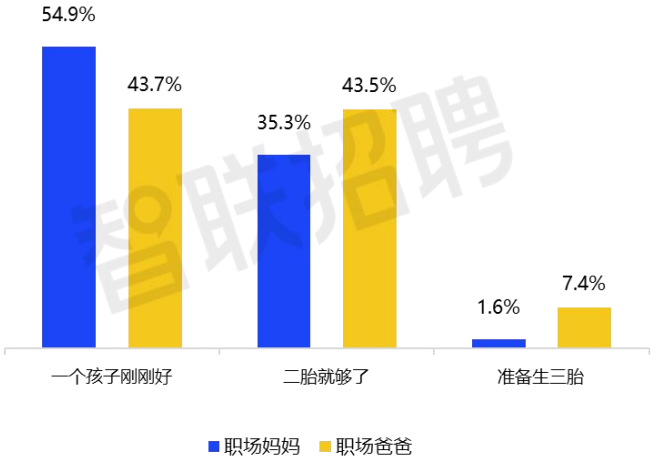 54.9%
43.7%
35.3%
43.5%
1.6%
7.4%
智联招聘
一个孩子刚刚好
二胎就够了
准备生三胎
职场妈妈
职场爸爸